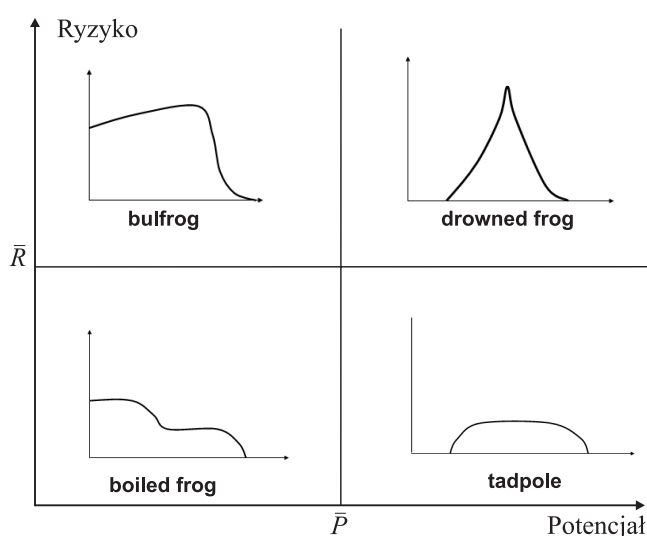 Ryzyko
bulfrog
drowned frog
R̄
boiled frog
tadpole
P̄
Potencjał